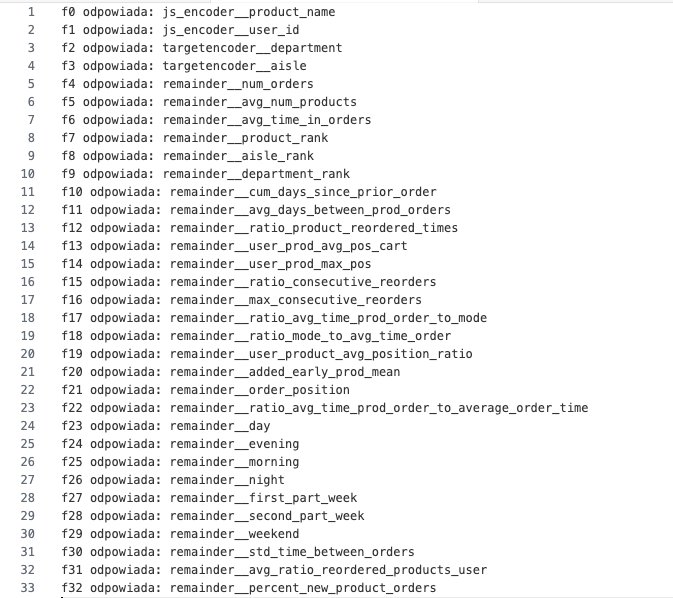 1 f0 odpowiada: js_encoder__product_name
2 f1 odpowiada: js_encoder__user_id
3 f2 odpowiada: targetencoder__department
4 f3 odpowiada: targetencoder__aisle
5 f4 odpowiada: remainder__num_orders
6 f5 odpowiada: remainder__avg_num_products
7 f6 odpowiada: remainder__avg_time_in_orders
8 f7 odpowiada: remainder__product_rank
9 f8 odpowiada: remainder__aisle_rank
10 f9 odpowiada: remainder__department_rank
11 f10 odpowiada: remainder__cum_days_since_prior_order
12 f11 odpowiada: remainder__avg_days_between_prod_orders
13 f12 odpowiada: remainder__ratio_product_reordered_times
14 f13 odpowiada: remainder__user_prod_avg_pos_cart
15 f14 odpowiada: remainder__user_prod_max_pos
16 f15 odpowiada: remainder__ratio_consecutive_reorders
17 f16 odpowiada: remainder__max_consecutive_reorders
18 f17 odpowiada: remainder__ratio_avg_time_prod_order_to_mode
19 f18 odpowiada: remainder__ratio_mode_to_avg_time_order
20 f19 odpowiada: remainder__user_product_avg_position_ratio
21 f20 odpowiada: remainder__added_early_prod_mean
22 f21 odpowiada: remainder__order_position
23 f22 odpowiada: remainder__ratio_avg_time_prod_order_to_average_order_time
24 f23 odpowiada: remainder__day
25 f24 odpowiada: remainder__evening
26 f25 odpowiada: remainder__morning
27 f26 odpowiada: remainder__night
28 f27 odpowiada: remainder__first_part_week
29 f28 odpowiada: remainder__second_part_week
30 f29 odpowiada: remainder__weekend
31 f30 odpowiada: remainder__std_time_between_orders
32 f31 odpowiada: remainder__avg_ratio_reordered_products_user
33 f32 odpowiada: remainder__percent_new_product_orders